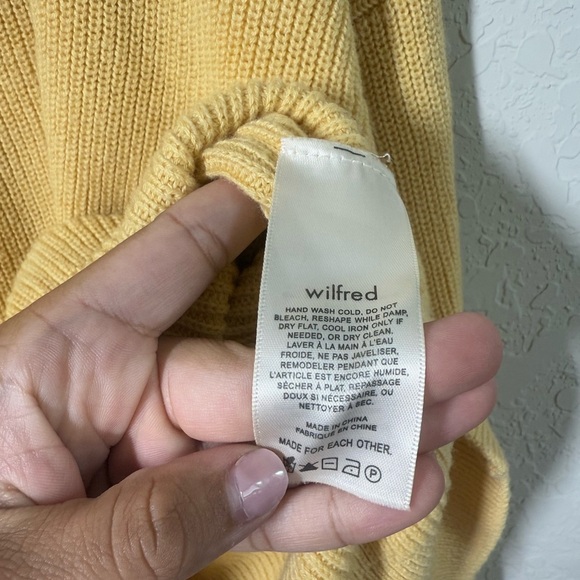 wilfred
HAND WASH COLD, DO NOT
BLEACH, RESHAPE WHILE DAMP,
DRY FLAT, COOL IRON ONLY IF
NEEDED, OR DRY CLEAN.
LAVER À LA MAIN À L'EAU
FROIDE, NE PAS JAVELISER,
REMODELER PENDANT QUE
L'ARTICLE EST ENCORE HUMIDE,
SÉCHER À PLAT, REPASSAGE
DOUX SI NÉCESSAIRE, OU
NETTOYER À SEC.
MADE IN CHINA
FABRIQUÉ EN CHINE
MADE FOR EACH OTHER.
P